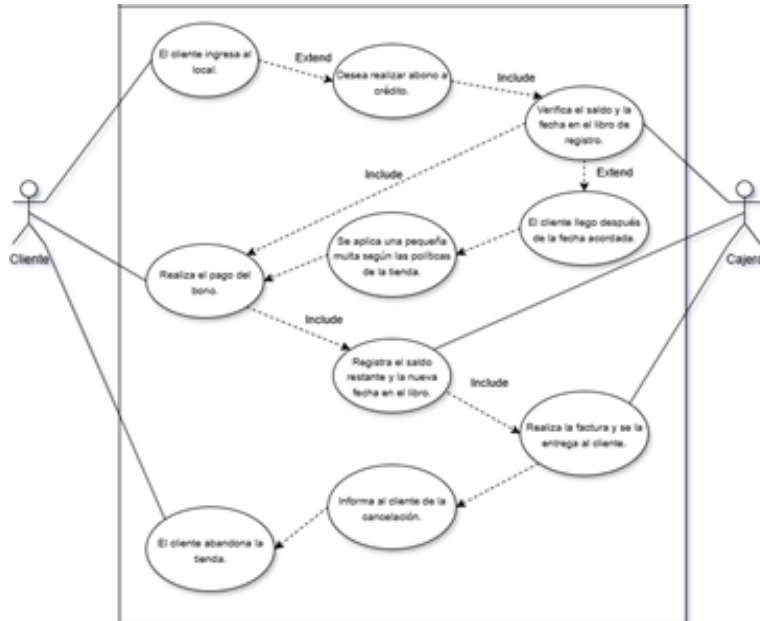 El cliente ingresa al
local.
Extend
Desea realizar abono a
crédito.
Include
Verifica el saldo y la
fecha en el libro de
registro.
Include
Extend
El cliente llego después
de la fecha acordada.
Se aplica una pequeña
multa según las políticas
de la tienda.
Cliente
Cajero
Realiza el pago del
bono.
Include
Registra el saldo
restante y la nueva
fecha en el libro.
Include
Realiza la factura y se la
entrega al cliente.
Informa al cliente de la
cancelación.
El cliente abandona la
tienda.